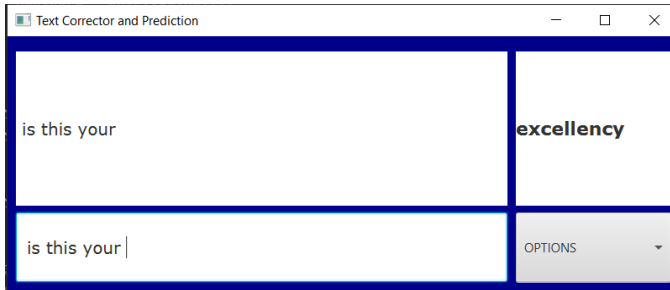 Text Corrector and Prediction
is this your
excellency
is this your
OPTIONS